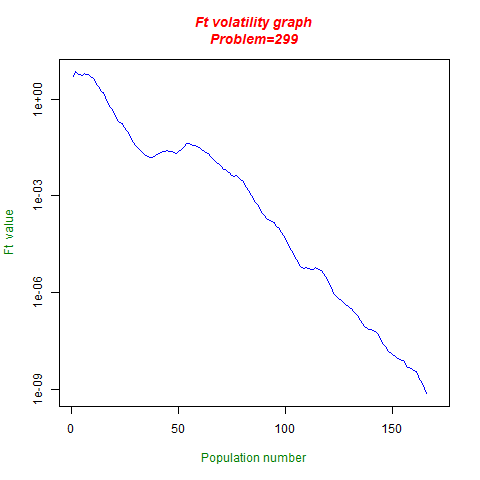 Ft volatility graph
Problem=299
1e+00
1e-03
1e-06
1e-09
Ft value
0
50
100
150
Population number